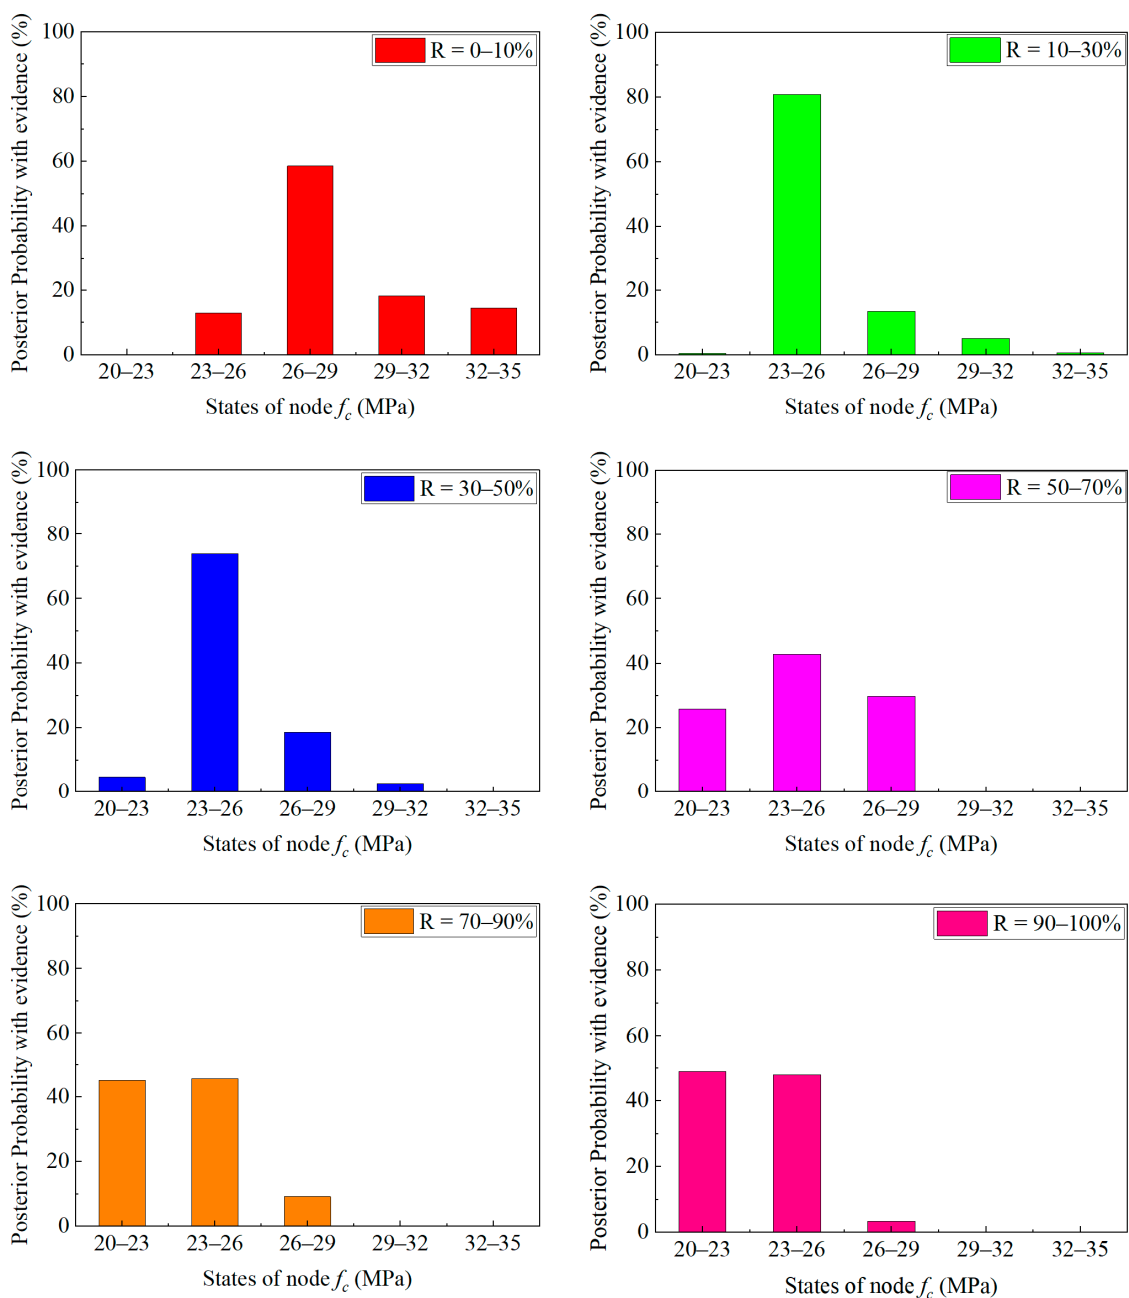 Posterior Probability with evidence (%)
100
80
60
40
20
0
R = 0–10%
20–23 23–26 26–29 29–32 32–35
States of node fc (MPa)
Posterior Probability with evidence (%)
100
80
60
40
20
0
R = 10–30%
20–23 23–26 26–29 29–32 32–35
States of node fc (MPa)
Posterior Probability with evidence (%)
100
80
60
40
20
0
R = 30–50%
20–23 23–26 26–29 29–32 32–35
States of node fc (MPa)
Posterior Probability with evidence (%)
100
80
60
40
20
0
R = 50–70%
20–23 23–26 26–29 29–32 32–35
States of node fc (MPa)
Posterior Probability with evidence (%)
100
80
60
40
20
0
R = 70–90%
20–23 23–26 26–29 29–32 32–35
States of node fc (MPa)
Posterior Probability with evidence (%)
100
80
60
40
20
0
R = 90–100%
20–23 23–26 26–29 29–32 32–35
States of node fc (MPa)